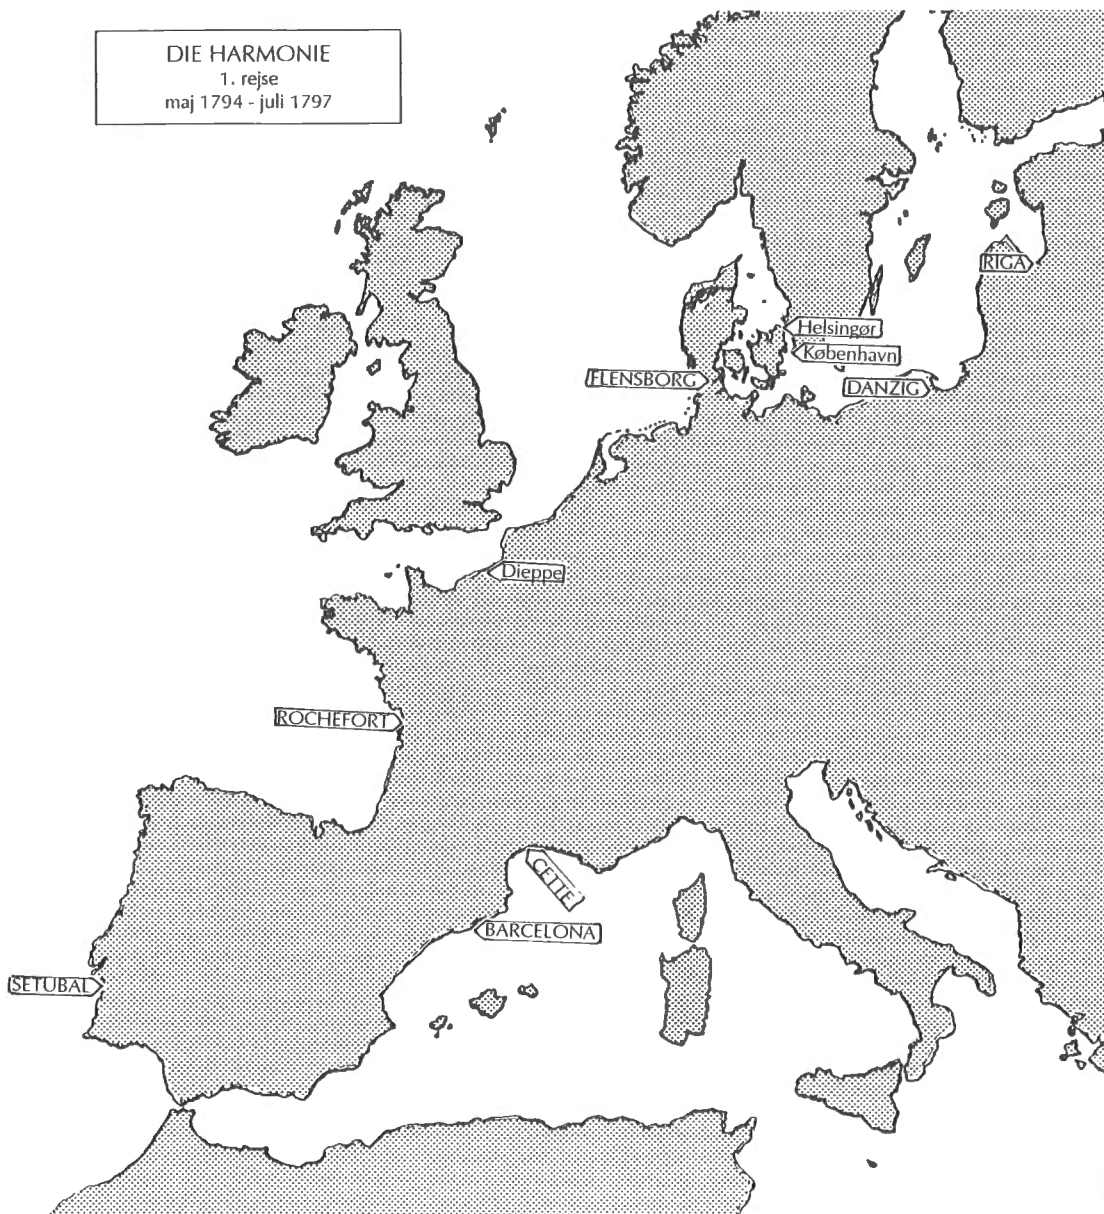 DIE HARMONIE
1. rejse
maj 1794 - juli 1797
RIGA
Helsingør
København
FLENSBORG
DANZIG
Dieppe
ROCHEFORT
CETTE
BARCELONA
SETUBAL